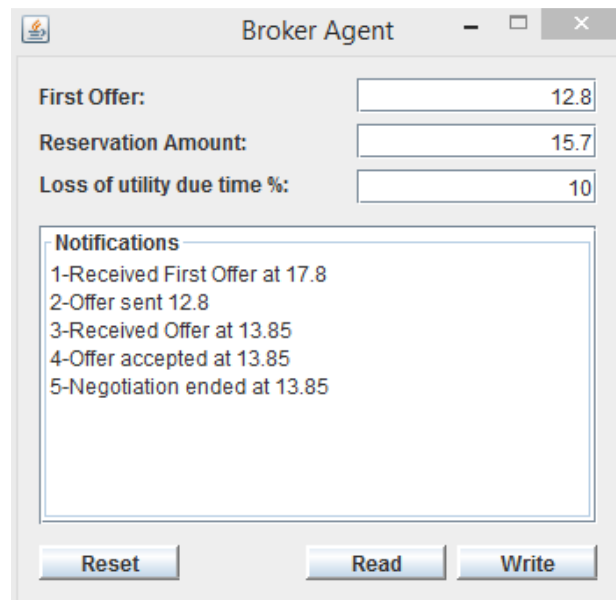 Broker Agent
First Offer: 12.8
Reservation Amount: 15.7
Loss of utility due time %: 10
Notifications
1-Received First Offer at 17.8
2-Offer sent 12.8
3-Received Offer at 13.85
4-Offer accepted at 13.85
5-Negotiation ended at 13.85
Reset Read Write